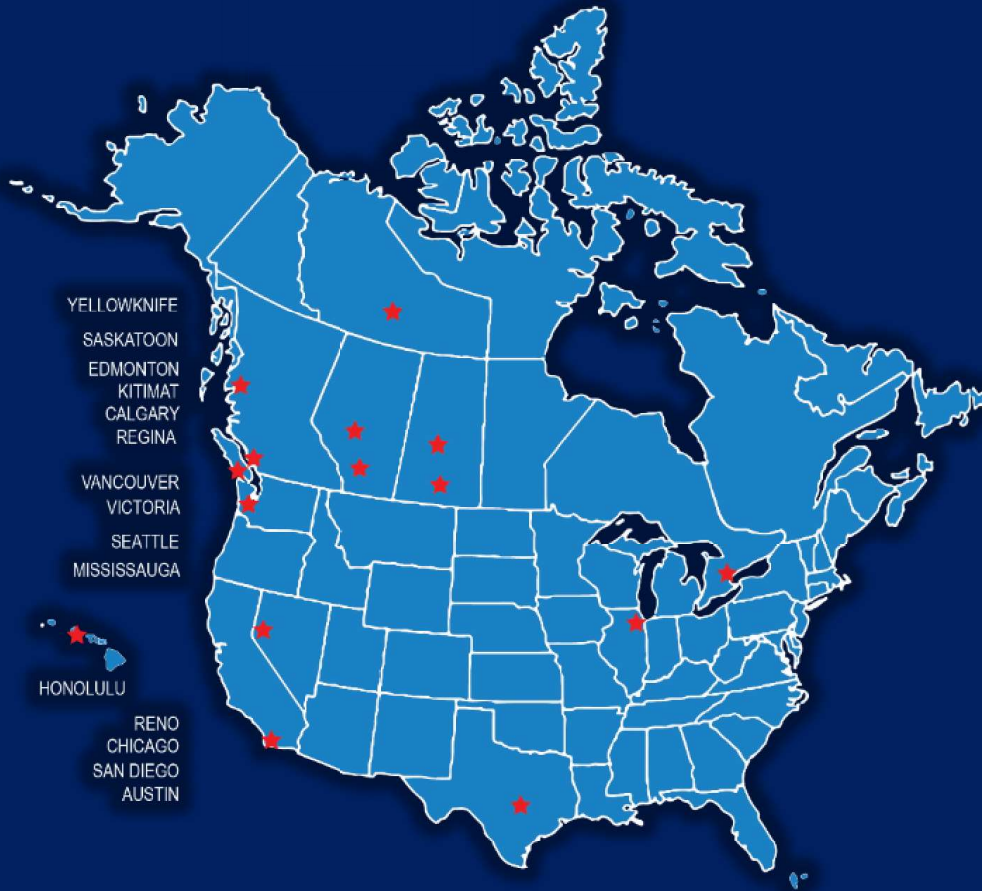 YELLOWKNIFE
SASKATOON
EDMONTON
KITIMAT
CALGARY
REGINA
VANCOUVER
VICTORIA
SEATTLE
MISSISSAUGA
HONOLULU
RENO
CHICAGO
SAN DIEGO
AUSTIN